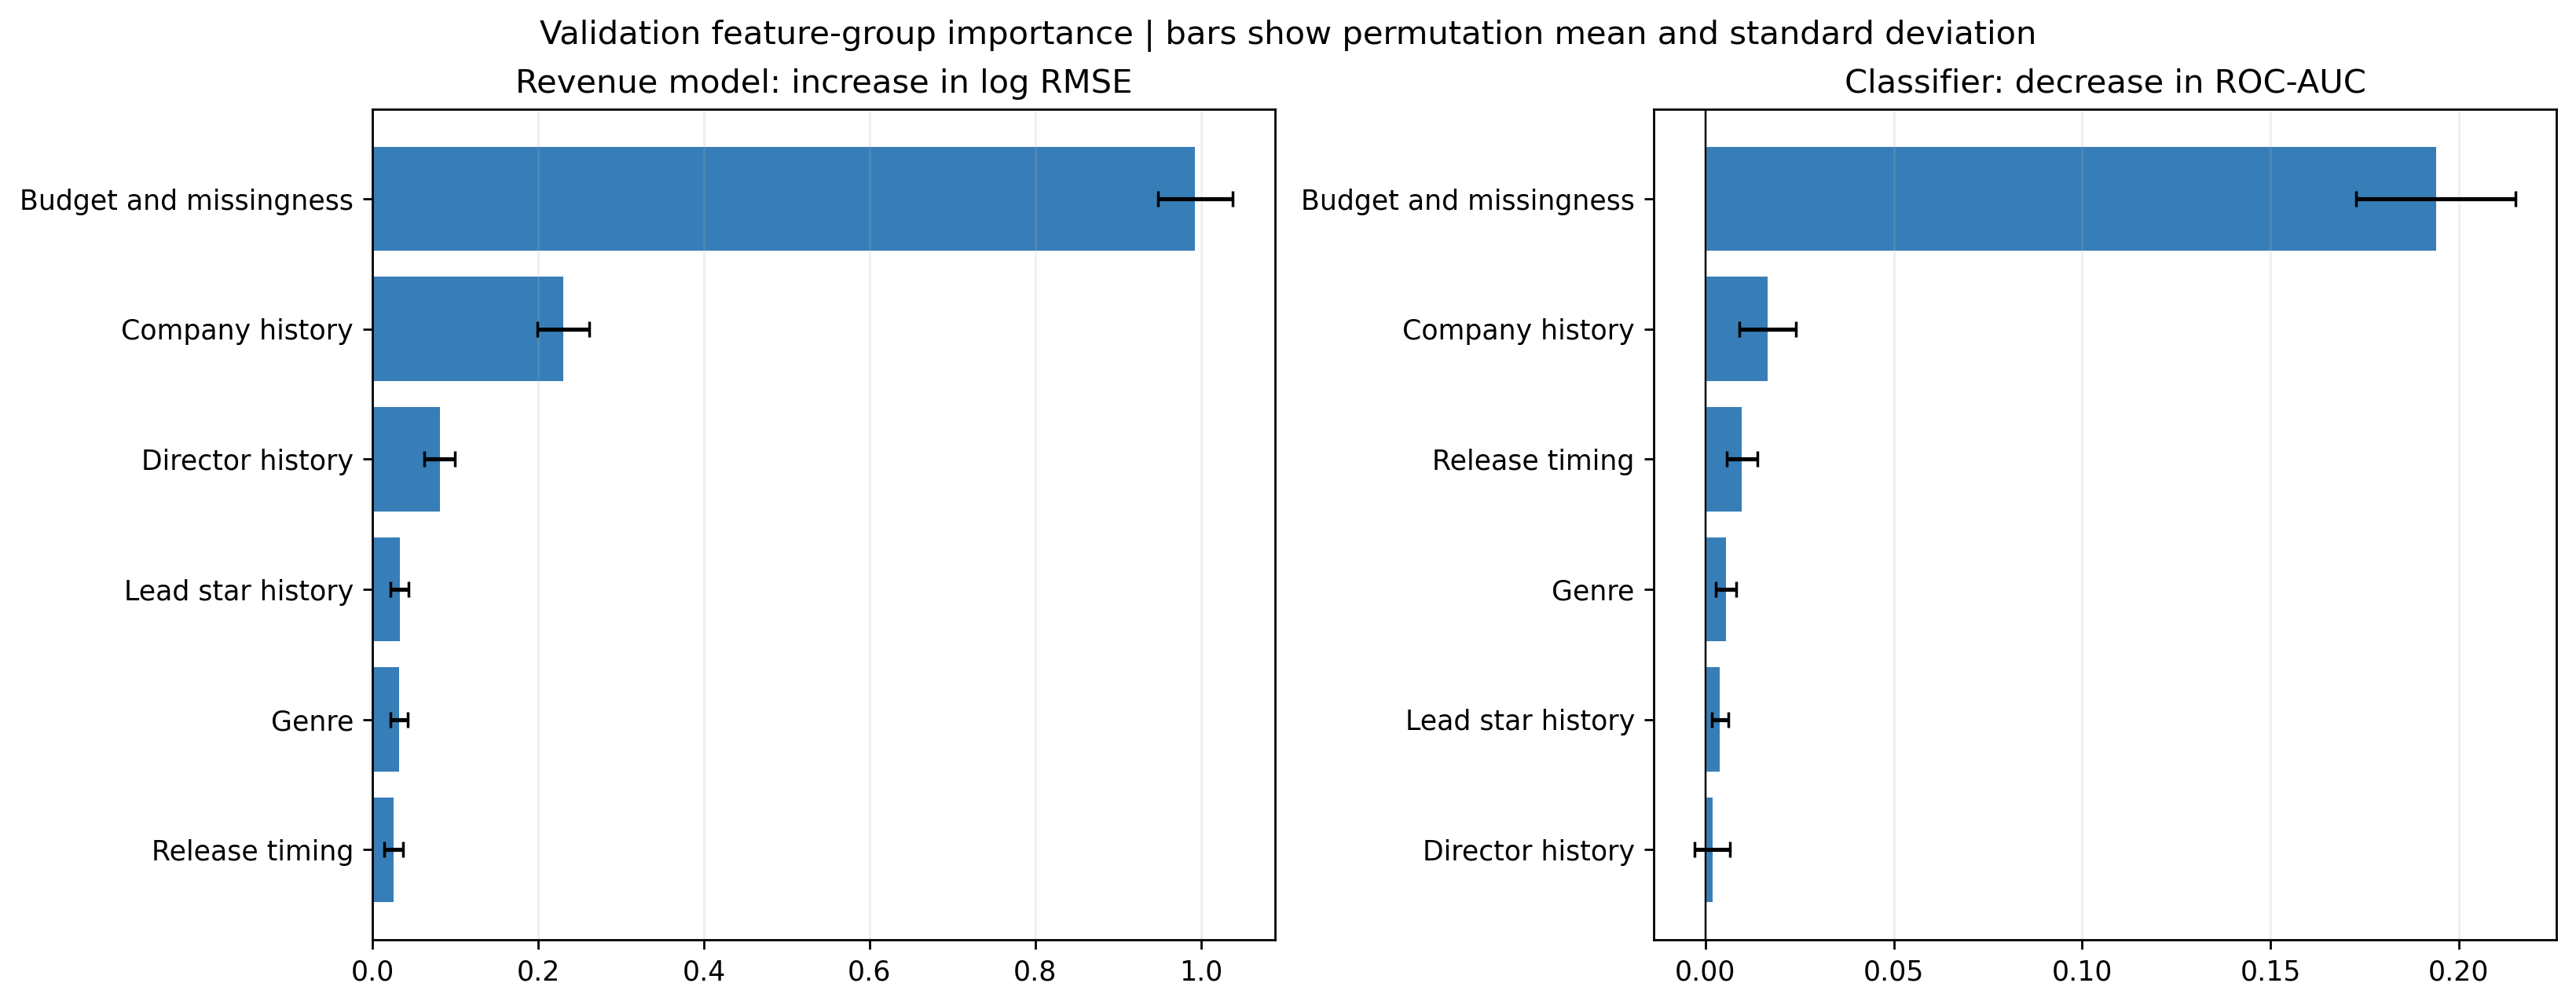 Validation feature-group importance | bars show permutation mean and standard deviation
Revenue model: increase in log RMSE
Budget and missingness
Company history
Director history
Lead star history
Genre
Release timing
0.0 0.2 0.4 0.6 0.8 1.0
Classifier: decrease in ROC-AUC
Budget and missingness
Company history
Release timing
Genre
Lead star history
Director history
0.00 0.05 0.10 0.15 0.20